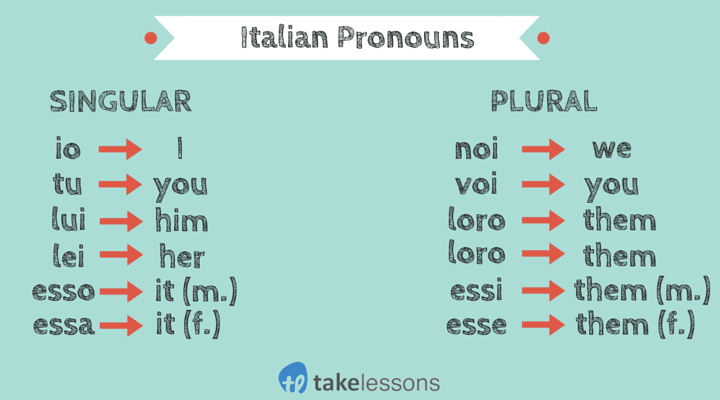 Italian Pronouns
SINGULAR
io I
tu you
lui him
lei her
esso it (m.)
essa it (f.)
PLURAL
noi we
voi you
loro them
loro them
essi them (m.)
esse them (f.)
tl takelessons